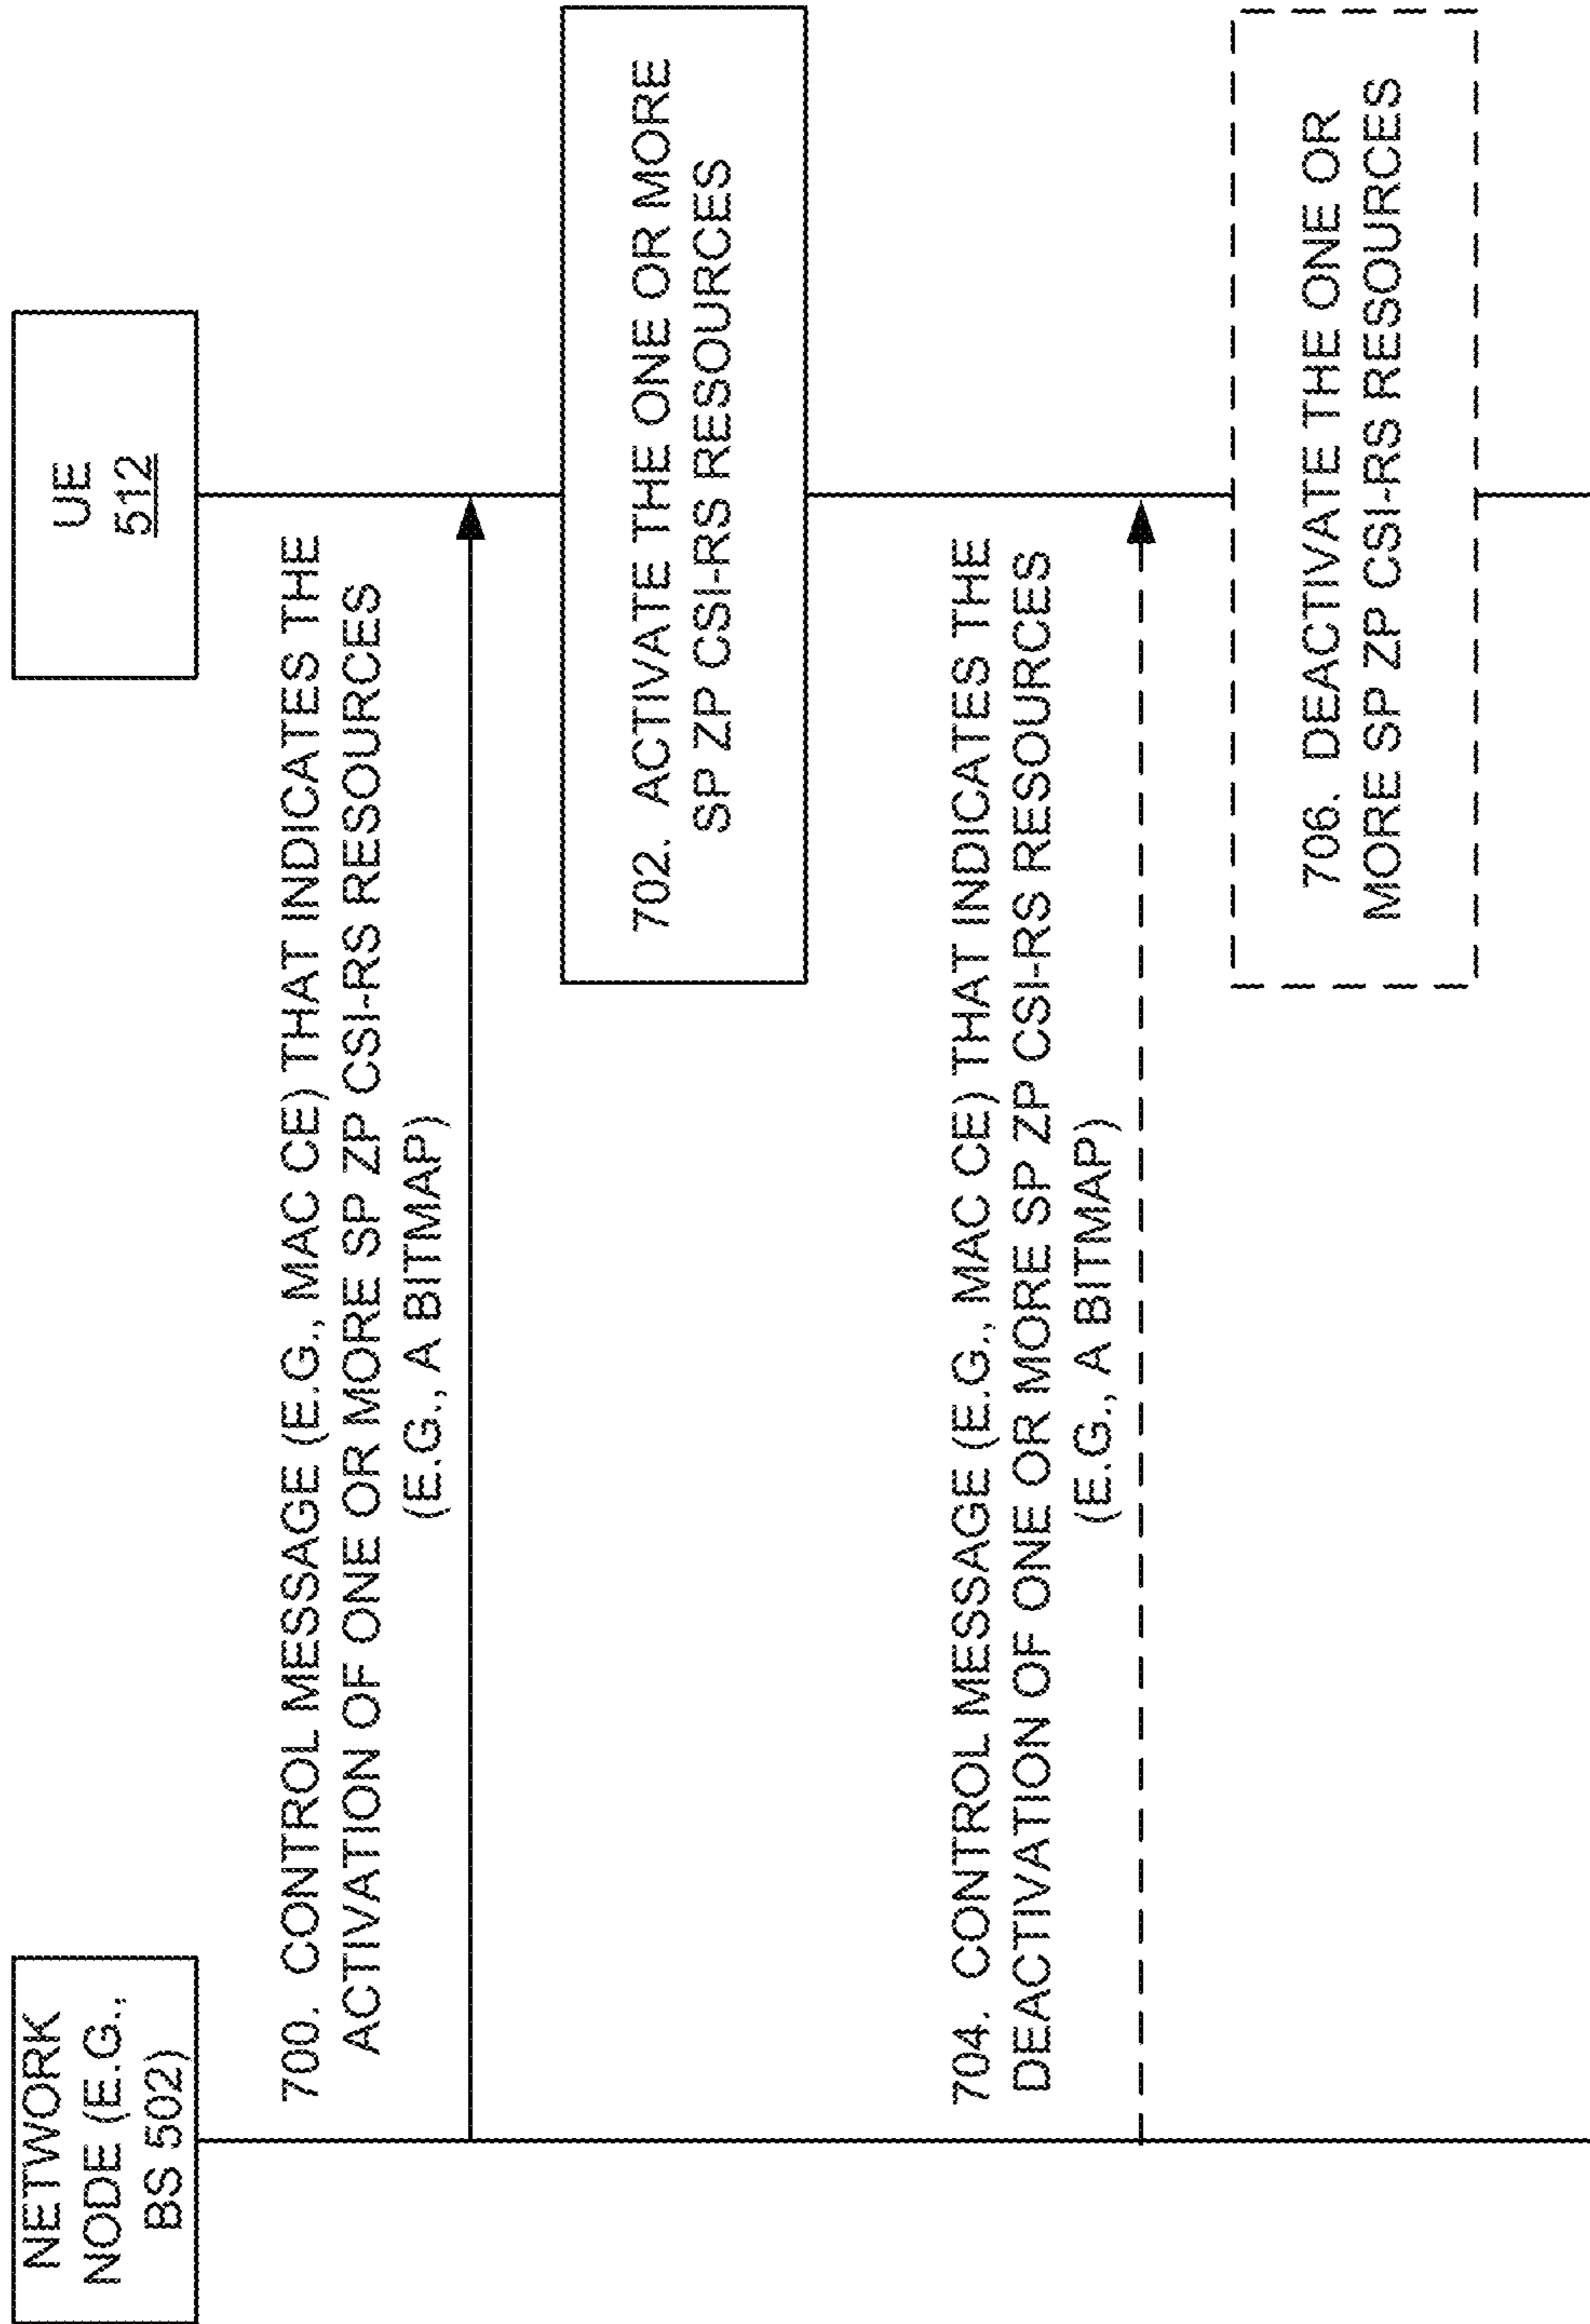 NETWORK
NODE (E.G.,
BS 502)
UE
512
700. CONTROL MESSAGE (E.G., MAC CE) THAT INDICATES THE
ACTIVATION OF ONE OR MORE SP ZP CSI-RS RESOURCES
(E.G., A BITMAP)
702. ACTIVATE THE ONE OR MORE
SP ZP CSI-RS RESOURCES
704. CONTROL MESSAGE (E.G., MAC CE) THAT INDICATES THE
DEACTIVATION OF ONE OR MORE SP ZP CSI-RS RESOURCES
(E.G., A BITMAP)
706. DEACTIVATE THE ONE OR
MORE SP ZP CSI-RS RESOURCES